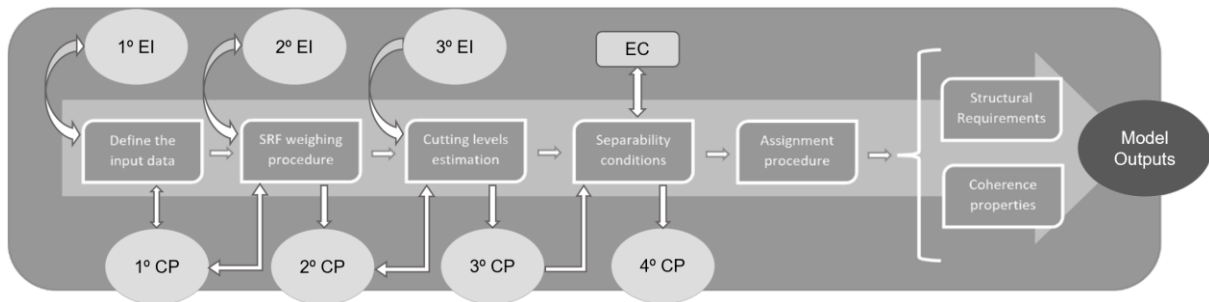 1º EI
2º EI
3º EI
EC
Define the
input data
SRF weighing
procedure
Cutting levels
estimation
Separability
conditions
Assignment
procedure
Structural
Requirements
Coherence
properties
Model
Outputs
1º CP
2º CP
3º CP
4º CP